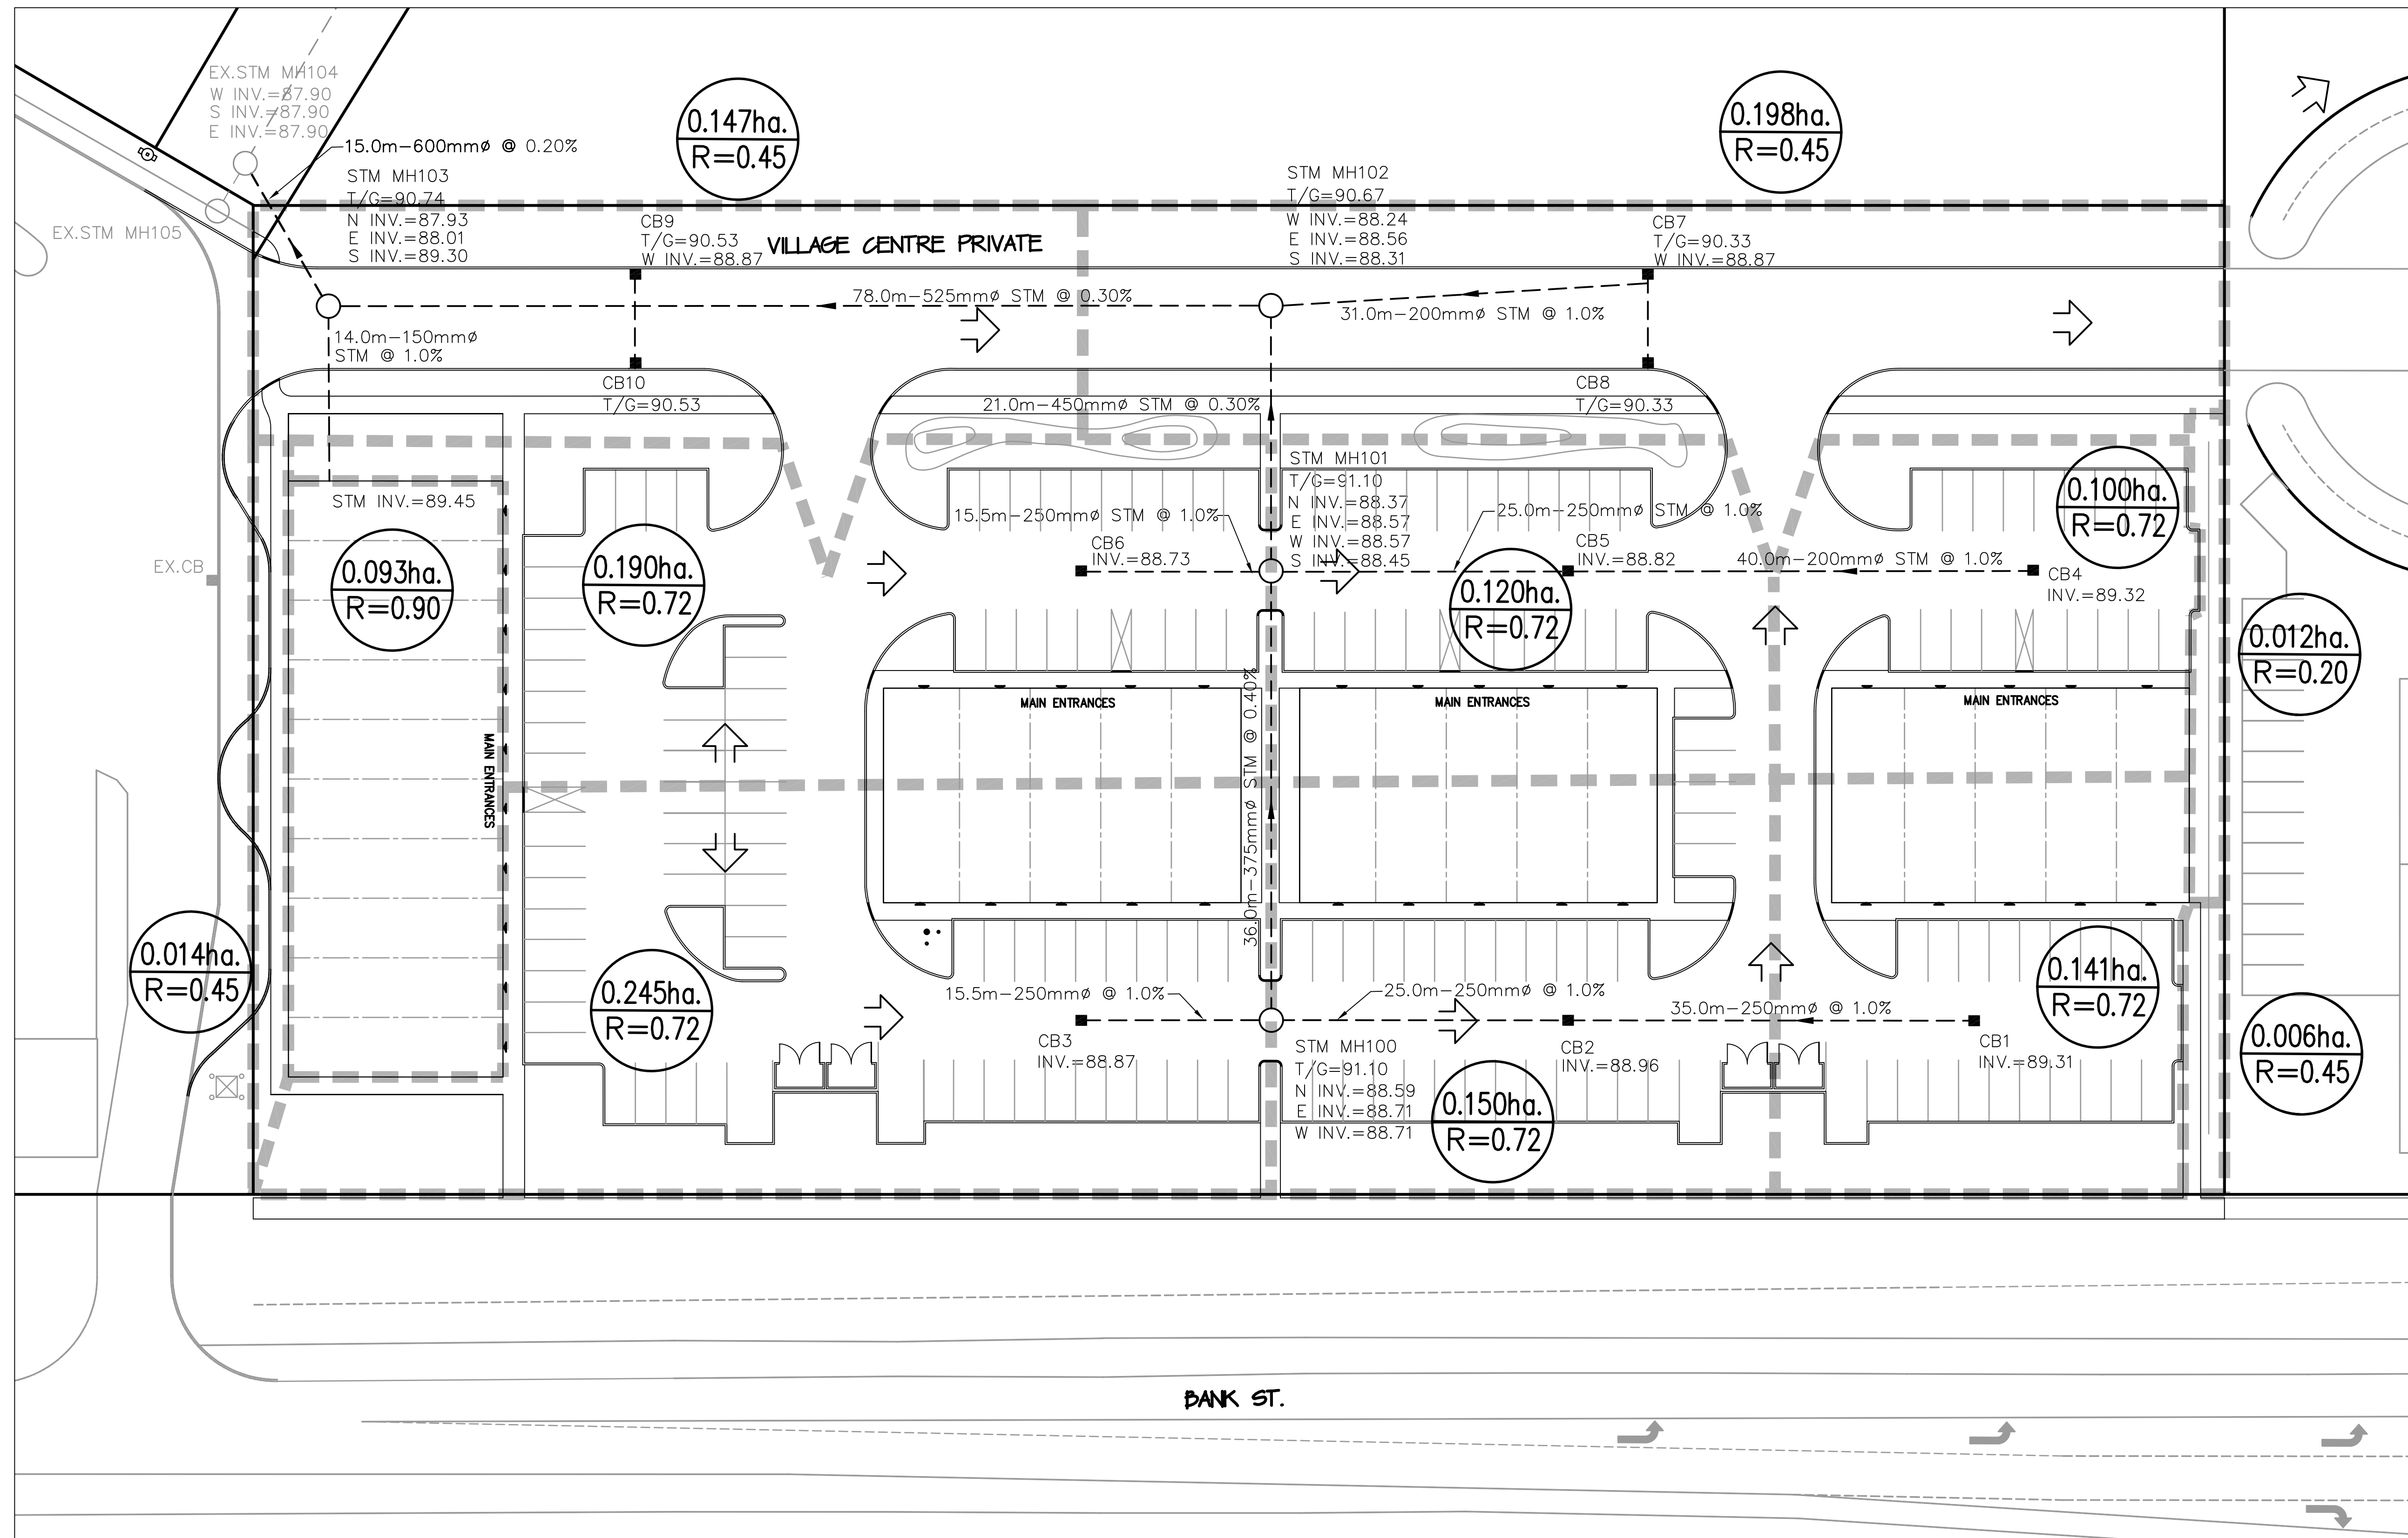 EX.STM MH104
W INV.=87.90
S INV.=87.90
E INV.=87.90
15.0m-600mmø @ 0.20%
0.147ha.
R=0.45
0.198ha.
R=0.45
STM MH103
T/G=90.74
N INV.=87.93
E INV.=88.01
S INV.=89.30
EX.STM MH105
CB9
T/G=90.53
W INV.=88.87
VILLAGE CENTRE PRIVATE
STM MH102
T/G=90.67
W INV.=88.24
E INV.=88.56
S INV.=88.31
CB7
T/G=90.33
W INV.=88.87
78.0m-525mmø STM @ 0.30%
31.0m-200mmø STM @ 1.0%
14.0m-150mmø
STM @ 1.0%
CB10
T/G=90.53
21.0m-450mmø STM @ 0.30%
CB8
T/G=90.33
STM INV.=89.45
STM MH101
T/G=91.10
N INV.=88.37
E INV.=88.57
W INV.=88.57
S INV.=88.45
15.5m-250mmø STM @ 1.0%
25.0m-250mmø STM @ 1.0%
0.100ha.
R=0.72
CB6
INV.=88.73
CB5
INV.=88.82
40.0m-200mmø STM @ 1.0%
CB4
INV.=89.32
EX.CB
0.093ha.
R=0.90
0.190ha.
R=0.72
0.120ha.
R=0.72
0.012ha.
R=0.20
MAIN ENTRANCES
MAIN ENTRANCES
MAIN ENTRANCES
MAIN ENTRANCES
36.0m-375mmø STM @ 0.40%
0.014ha.
R=0.45
0.245ha.
R=0.72
15.5m-250mmø @ 1.0%
25.0m-250mmø @ 1.0%
35.0m-250mmø @ 1.0%
0.141ha.
R=0.72
CB3
INV.=88.87
STM MH100
T/G=91.10
N INV.=88.59
E INV.=88.71
W INV.=88.71
CB2
INV.=88.96
CB1
INV.=89.31
0.150ha.
R=0.72
0.006ha.
R=0.45
BANK ST.